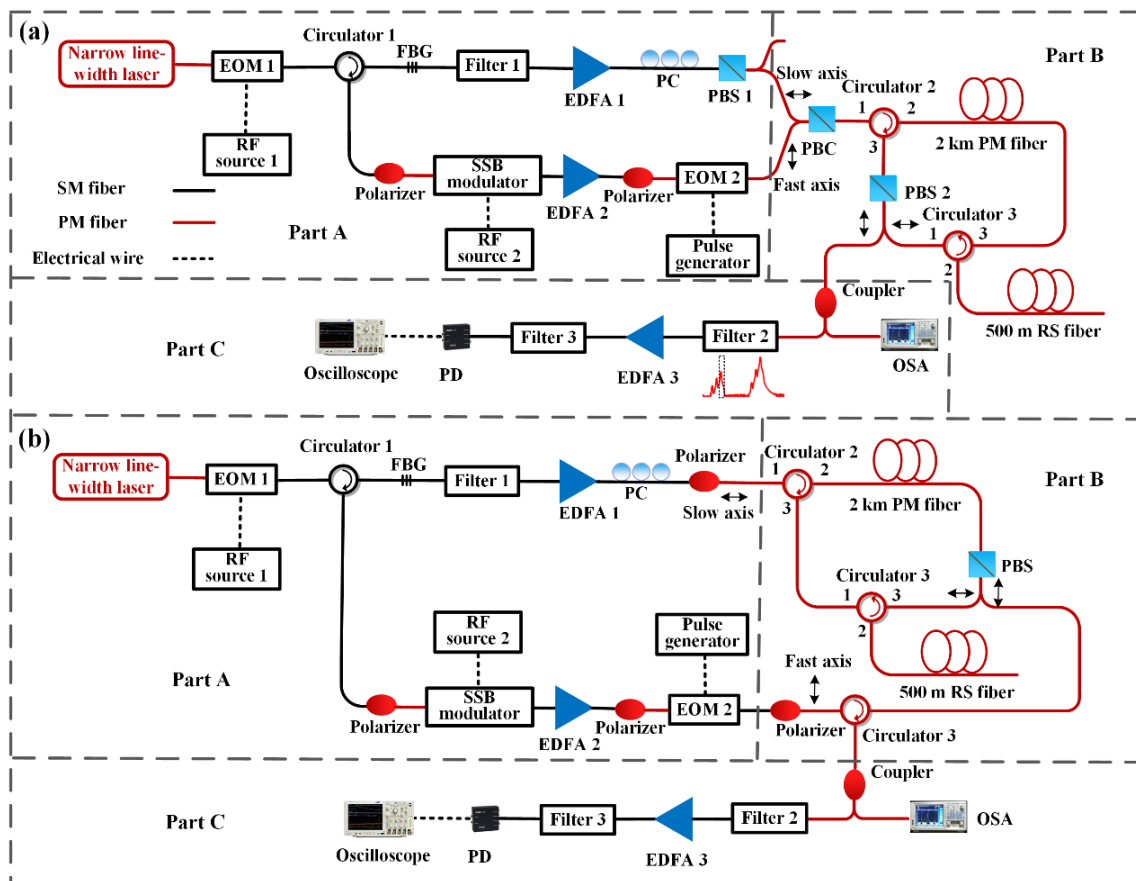 (a)
Narrow line-
width laser
EOM 1
RF
source 1
Circulator 1
FBG
Filter 1
EDFA 1
PC
PBS 1
Slow axis
PBC
Fast axis
Part B
Circulator 2
1
2
3
2 km PM fiber
PBS 2
Circulator 3
1
3
2
500 m RS fiber
SM fiber
PM fiber
Electrical wire
Part A
Polarizer
SSB
modulator
RF
source 2
EDFA 2
Polarizer
EOM 2
Pulse
generator
Part C
Oscilloscope
PD
Filter 3
EDFA 3
Filter 2
Coupler
OSA
(b)
Narrow line-
width laser
EOM 1
RF
source 1
Circulator 1
FBG
Filter 1
EDFA 1
PC
Polarizer
Slow axis
Circulator 2
1
2
3
2 km PM fiber
Part B
PBS
Circulator 3
1
3
2
500 m RS fiber
Part A
Polarizer
RF
source 2
SSB
modulator
EDFA 2
Polarizer
Pulse
generator
EOM 2
Fast axis
Polarizer
Circulator 3
Part C
Oscilloscope
PD
Filter 3
EDFA 3
Filter 2
Coupler
OSA